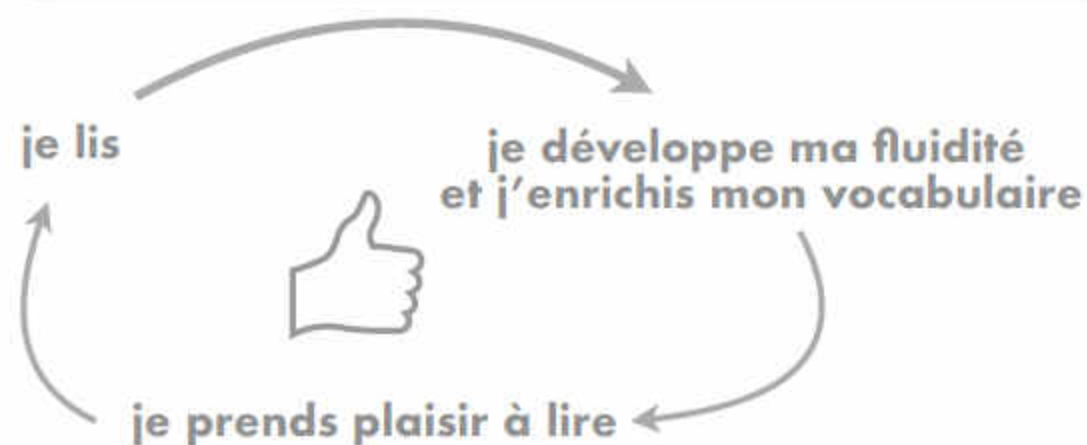 je lis
je développe ma fluidité
et j’enrichis mon vocabulaire
je prends plaisir à lire